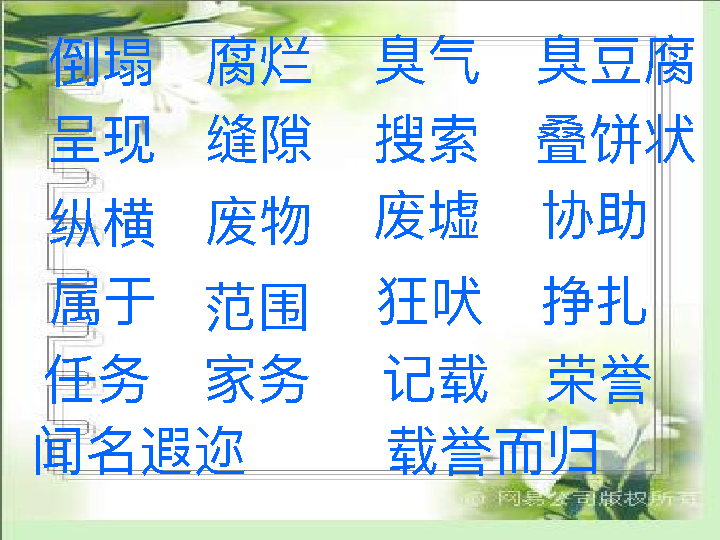 倒塌 腐烂 臭气 臭豆腐
呈现 缝隙 搜索 叠饼状
纵横 废物 废墟 协助
属于 范围 狂吠 挣扎
任务 家务 记载 荣誉
闻名遐迩 载誉而归
© 网易公司版权所有